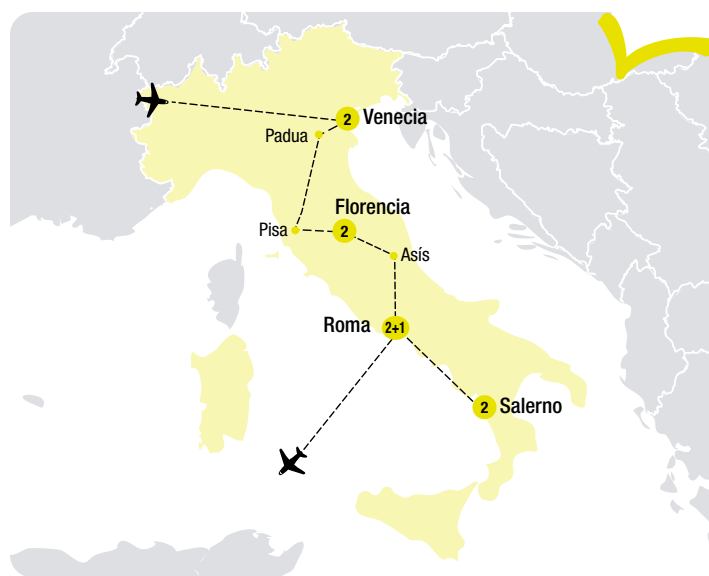 2 Venecia
Padua
Florencia
Pisa
2
Asís
Roma 2+1
2 Salerno